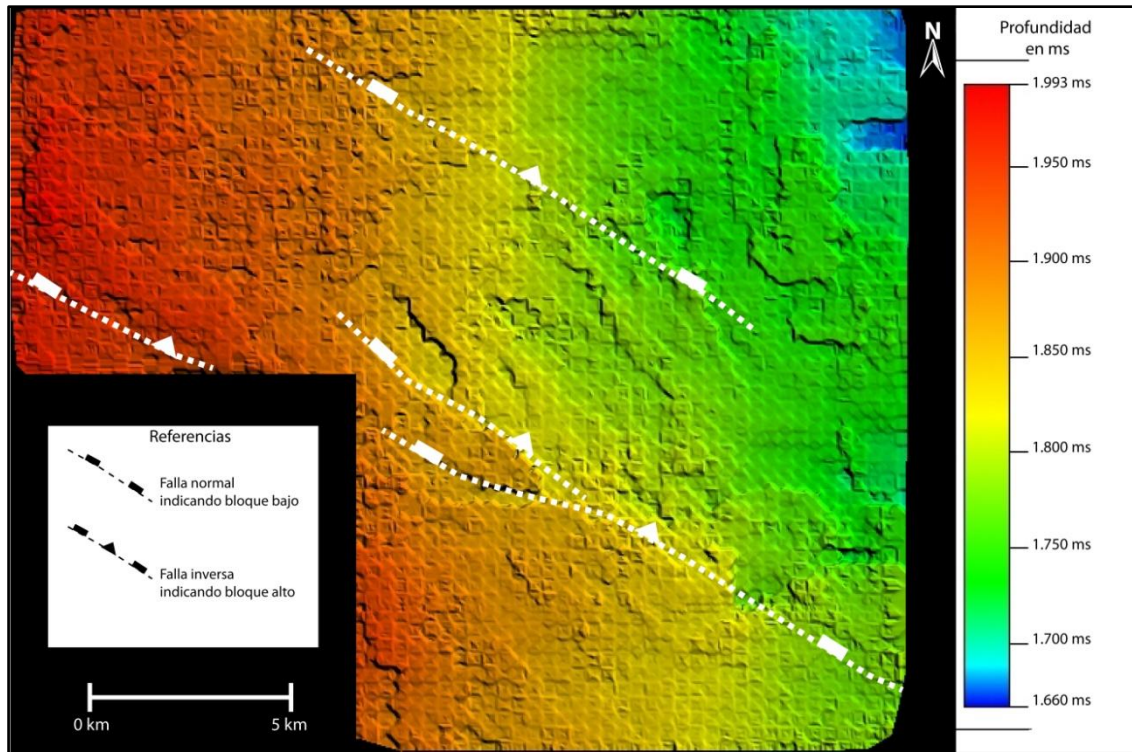 N
Profundidad
en ms
1.993 ms
1.950 ms
1.900 ms
1.850 ms
1.800 ms
1.750 ms
1.700 ms
1.660 ms
Referencias
Falla normal
indicando bloque bajo
Falla inversa
indicando bloque alto
0 km
5 km